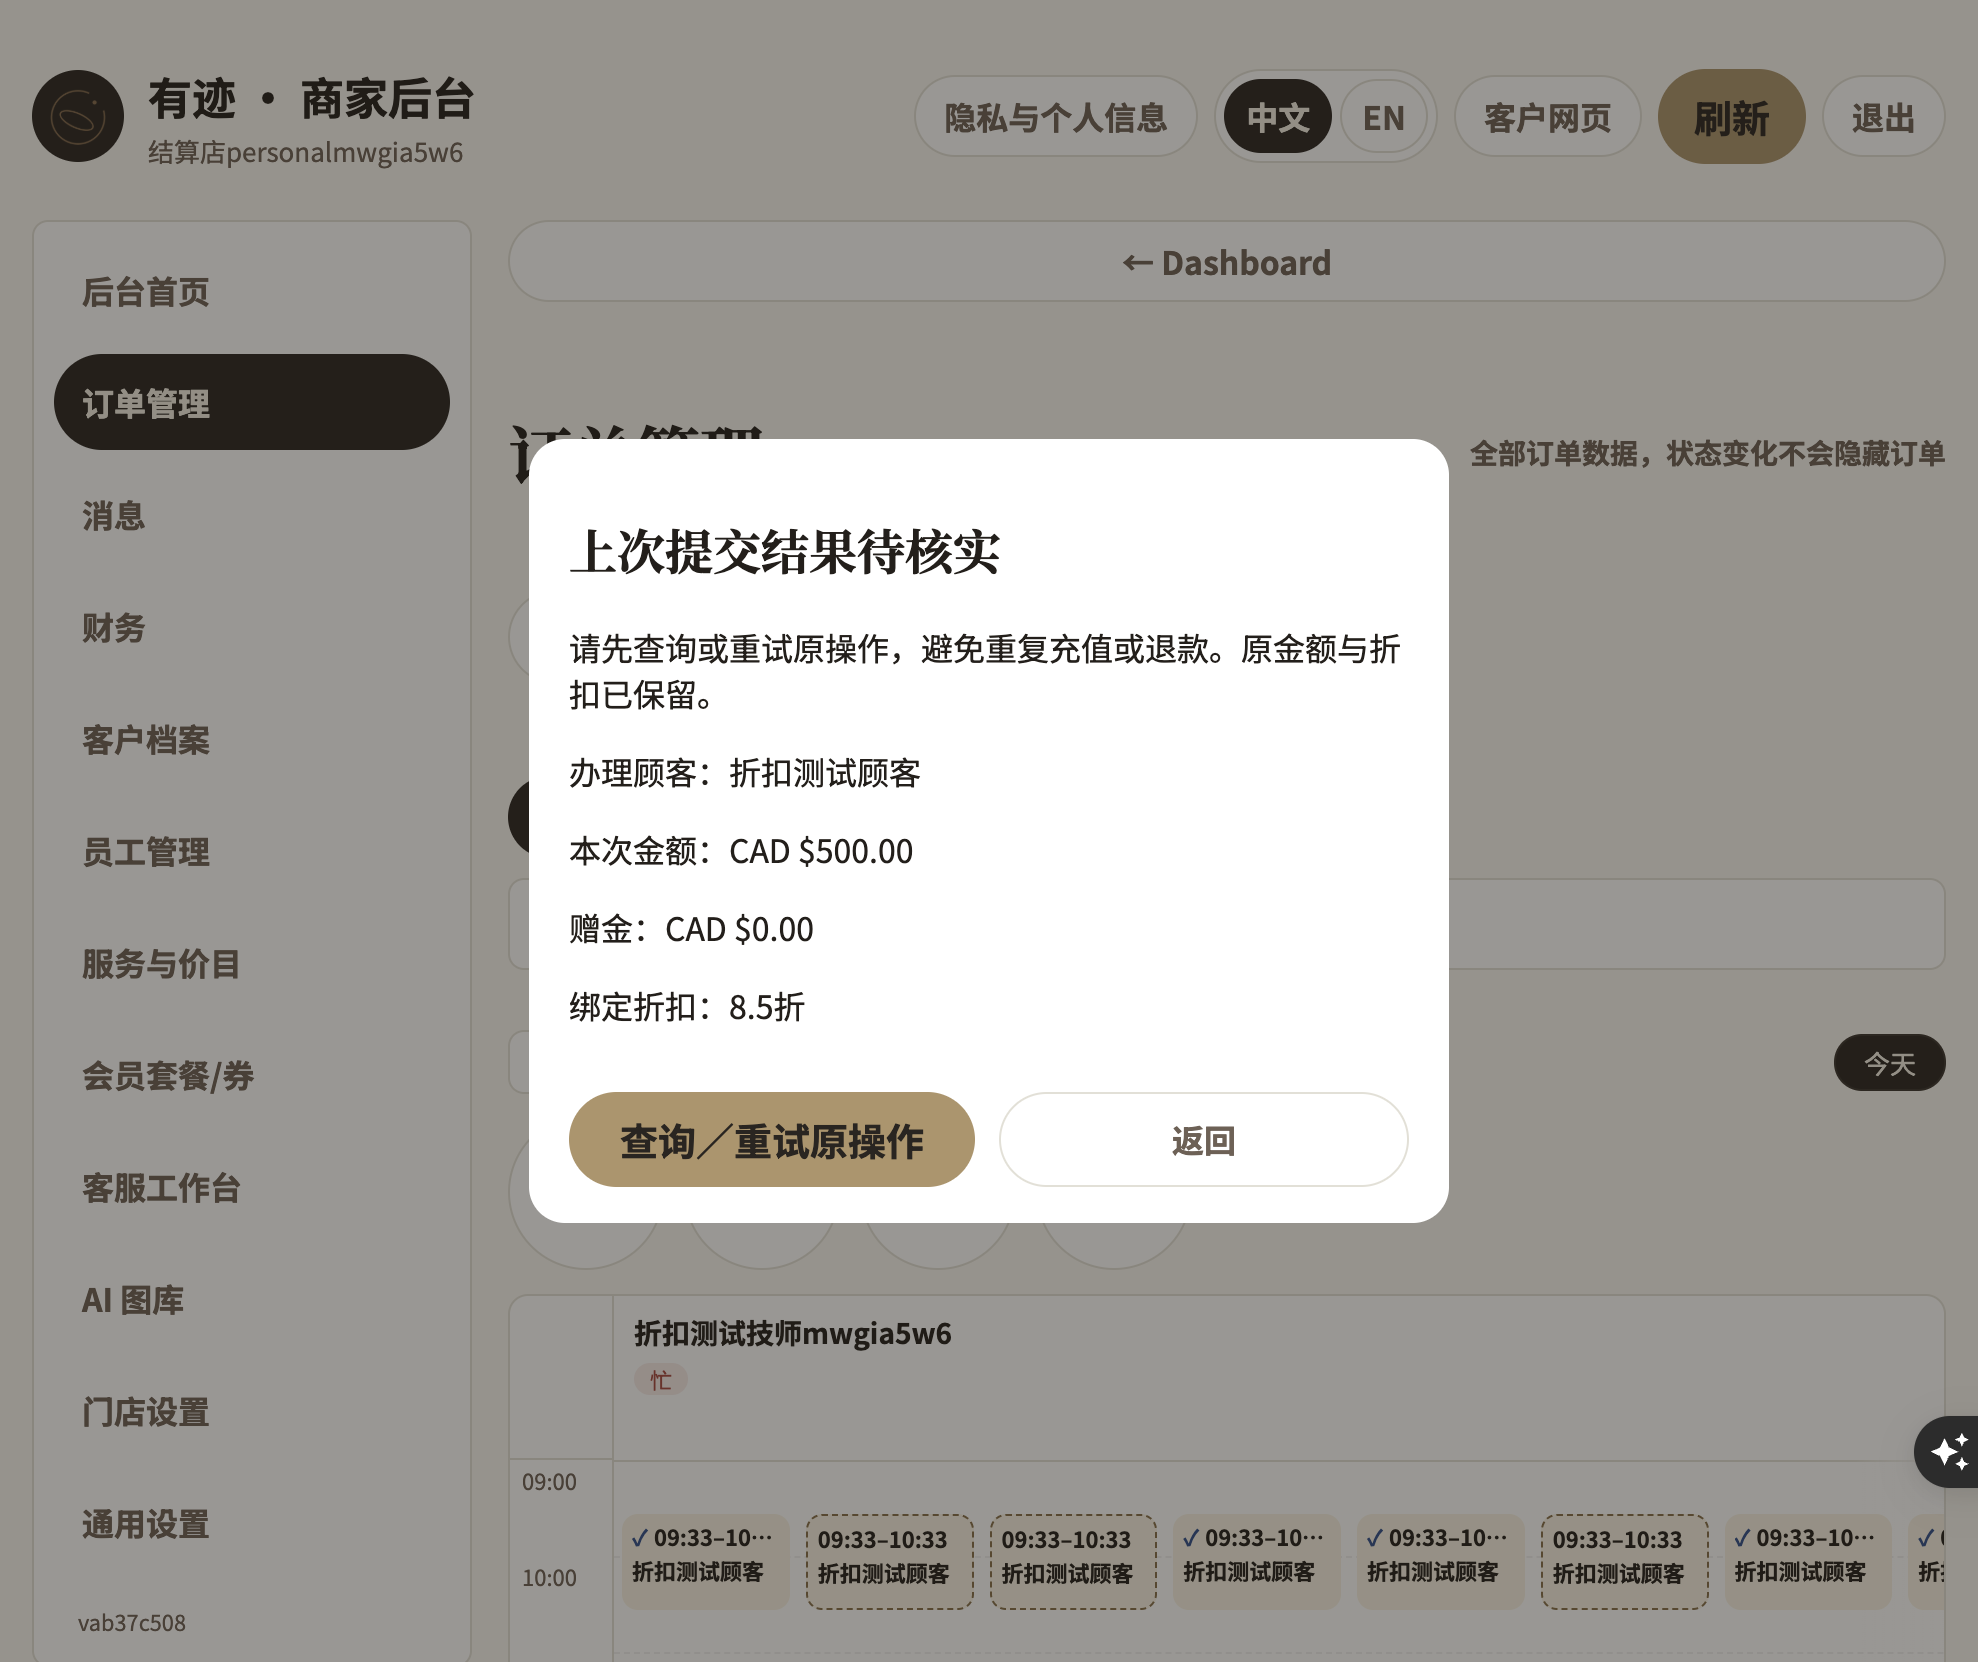 有迹 · 商家后台
结算店personalmwgia5w6
隐私与个人信息
中文
EN
客户网页
刷新
退出
后台首页
订单管理
消息
财务
客户档案
员工管理
服务与价目
会员套餐/券
客服工作台
AI 图库
门店设置
通用设置
vab37c508
← Dashboard
订单管理
全部订单数据，状态变化不会隐藏订单
上次提交结果待核实
请先查询或重试原操作，避免重复充值或退款。原金额与折
扣已保留。
办理顾客：折扣测试顾客
本次金额：CAD $500.00
赠金：CAD $0.00
绑定折扣：8.5折
查询／重试原操作
返回
今天
折扣测试技师mwgia5w6
忙
09:00
10:00
✓ 09:33–10…
折扣测试顾客
09:33–10:33
折扣测试顾客
09:33–10:33
折扣测试顾客
✓ 09:33–10…
折扣测试顾客
✓ 09:33–10…
折扣测试顾客
09:33–10:33
折扣测试顾客
✓ 09:33–10…
折扣测试顾客